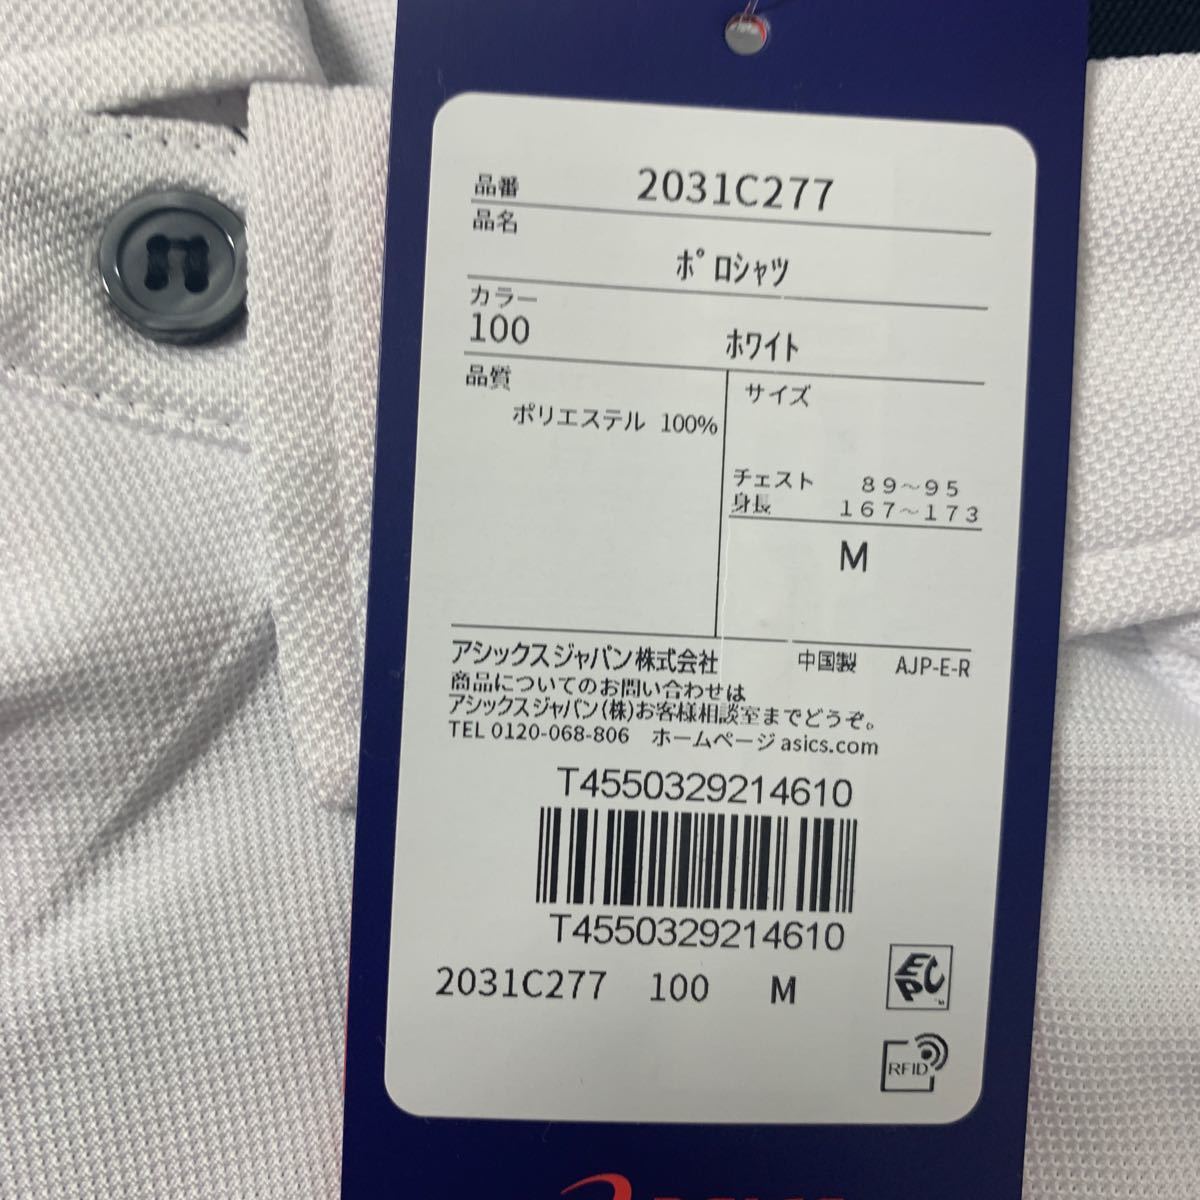 品番 2031C277
品名
ポロシャツ
カラー
100 ホワイト
品質
ポリエステル 100%
サイズ
チェスト 89~95
身長 167~173
M
アシックスジャパン株式会社 中国製 AJP-E-R
商品についてのお問い合わせは
アシックスジャパン(株)お客様相談室までどうぞ。
TEL 0120-068-806 ホームページ asics.com
T4550329214610
T4550329214610
2031C277 100 M
EPC
RFID